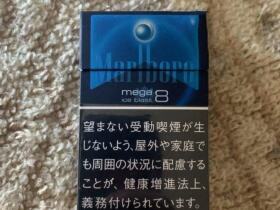 Marlboro
mega 8
ice blast
望まない受動喫煙が生
じないよう、屋外や家庭で
も周囲の状況に配慮する
ことが、健康増進法上、
義務付けられています。